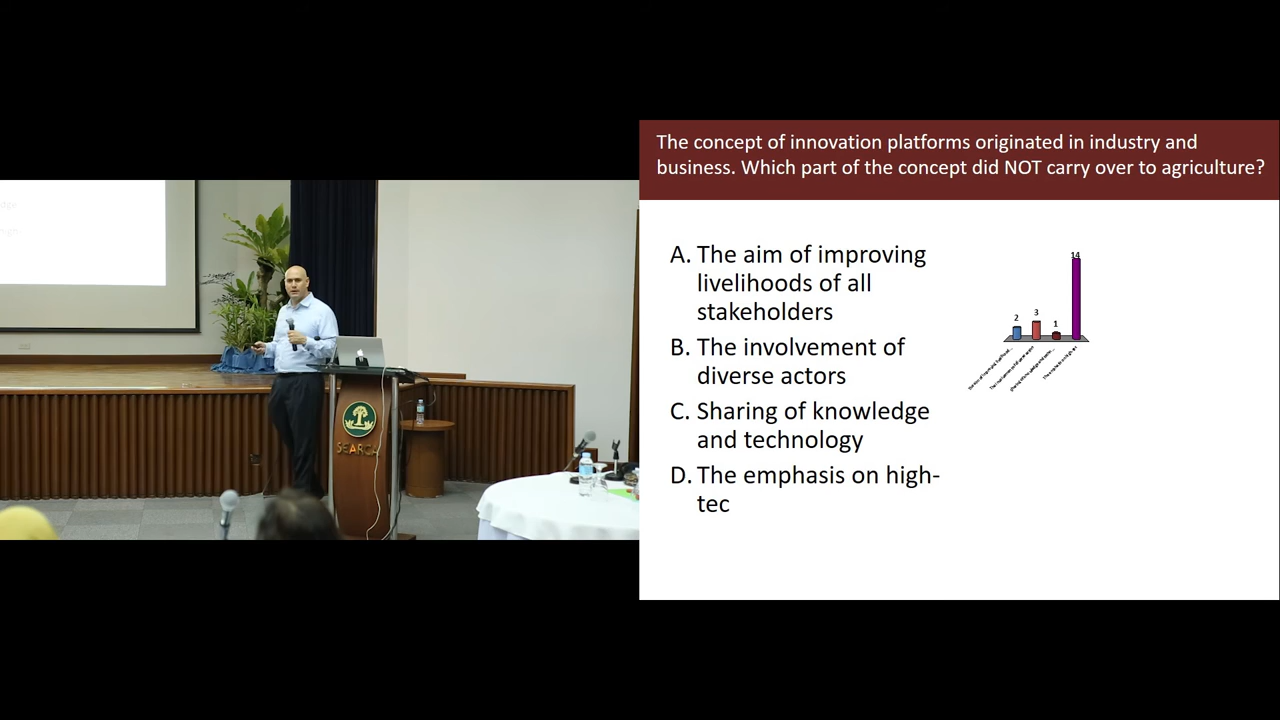 The concept of innovation platforms originated in industry and
business. Which part of the concept did NOT carry over to agriculture?
A. The aim of improving
livelihoods of all
stakeholders
B. The involvement of
diverse actors
C. Sharing of knowledge
and technology
D. The emphasis on high-
tec
14
2
3
1